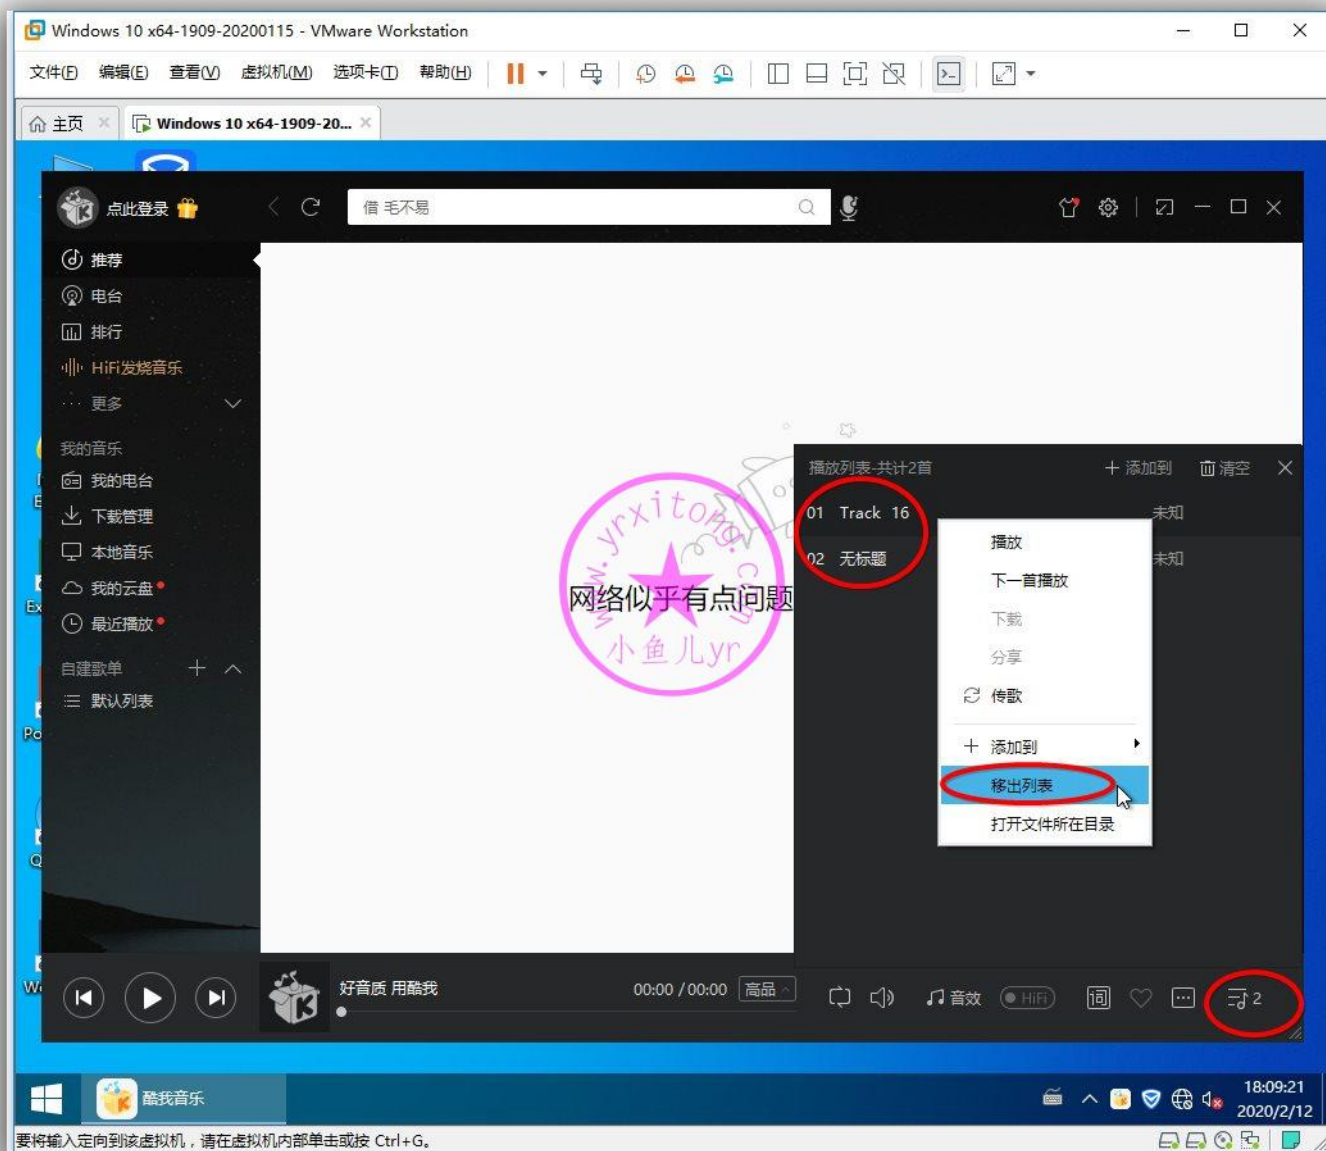 Windows 10 x64-1909-20200115 - VMware Workstation
文件(F) 编辑(E) 查看(V) 虚拟机(M) 选项卡(T) 帮助(H)
主页 Windows 10 x64-1909-20...
点此登录
借 毛不易
推荐
电台
排行
HiFi发烧音乐
更多
我的音乐
我的电台
下载管理
本地音乐
我的云盘
最近播放
自建歌单
默认列表
网络似乎有点问题
www.yrxitong.com
小鱼儿yr
播放列表-共计2首 添加到 清空
01 Track 16 未知
02 无标题 未知
播放
下一首播放
下载
分享
传歌
添加到
移出列表
打开文件所在目录
好音质 用酷我
00:00 / 00:00 高品
音效 HiFi 词 2
酷我音乐
18:09:21
2020/2/12
要将输入定向到该虚拟机，请在虚拟机内部单击或按 Ctrl+G。